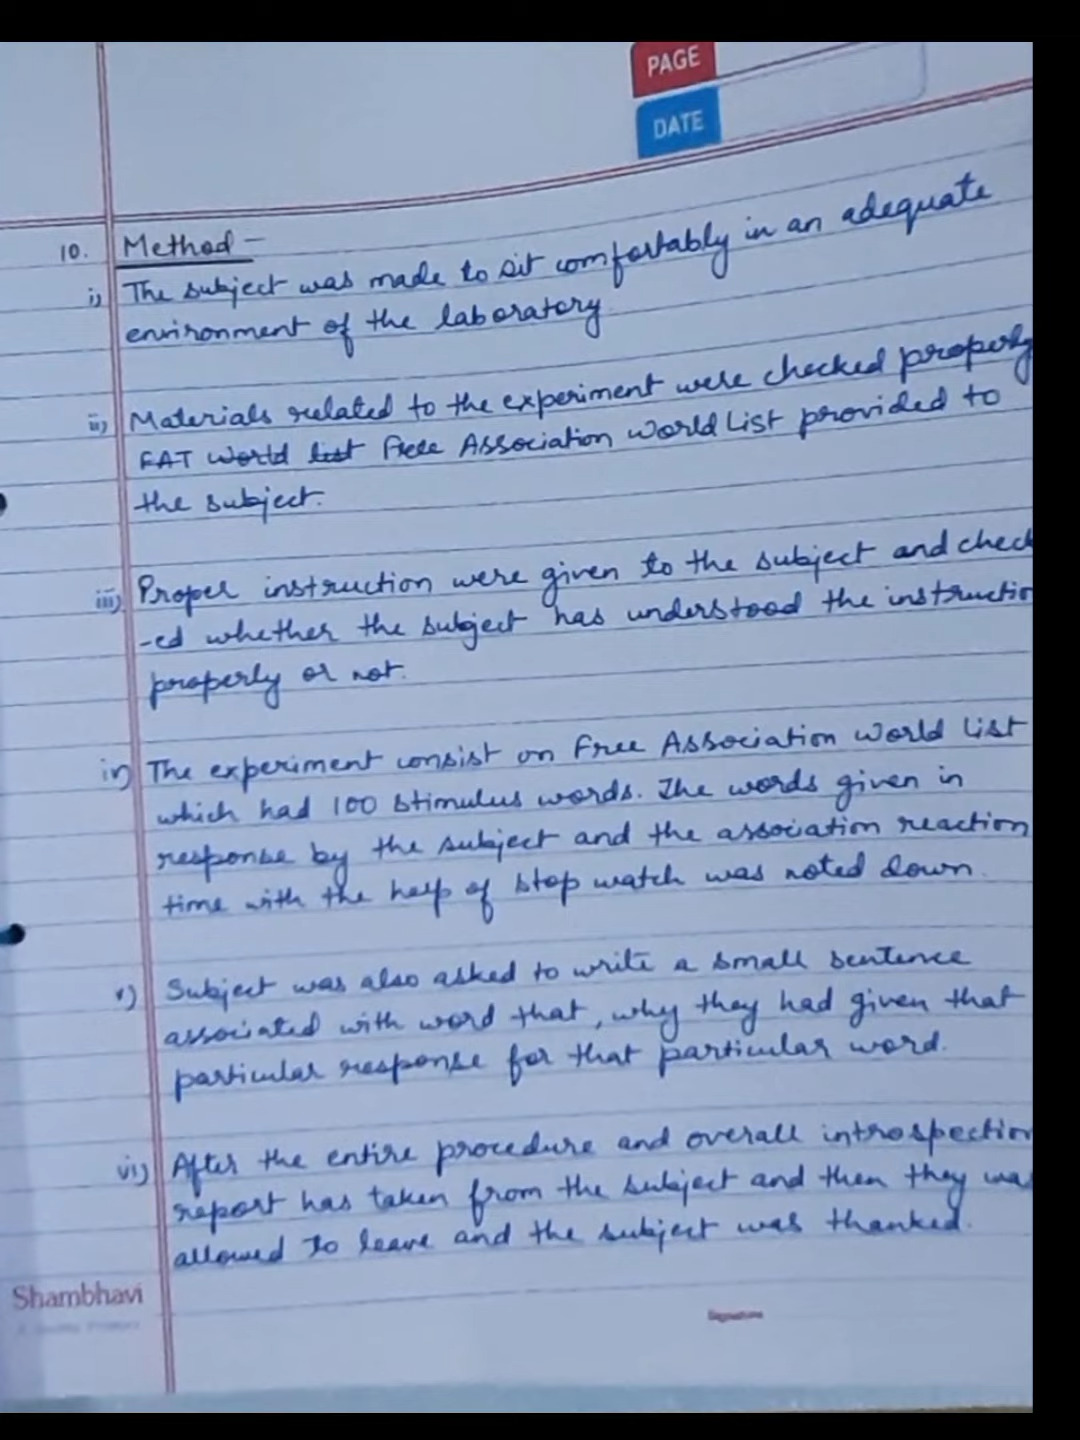 PAGE
DATE
10. Method -
i) The subject was made to sit comfortably in an adequate
environment of the laboratory.
ii) Materials related to the experiment were checked properly
FAT World list Free Association World List provided to
the subject.
iii) Proper instruction were given to the subject and check
-ed whether the subject has understood the instructio
properly or not.
iv) The experiment consist on Free Association World List
which had 100 stimulus words. The words given in
response by the subject and the association reaction
time with the help of stop watch was noted down.
v) Subject was also asked to write a small sentence
associated with word that, why they had given that
particular response for that particular word.
vi) After the entire procedure and overall introspection
report has taken from the subject and then they was
allowed to leave and the subject was thanked.
Shambhavi
Signature